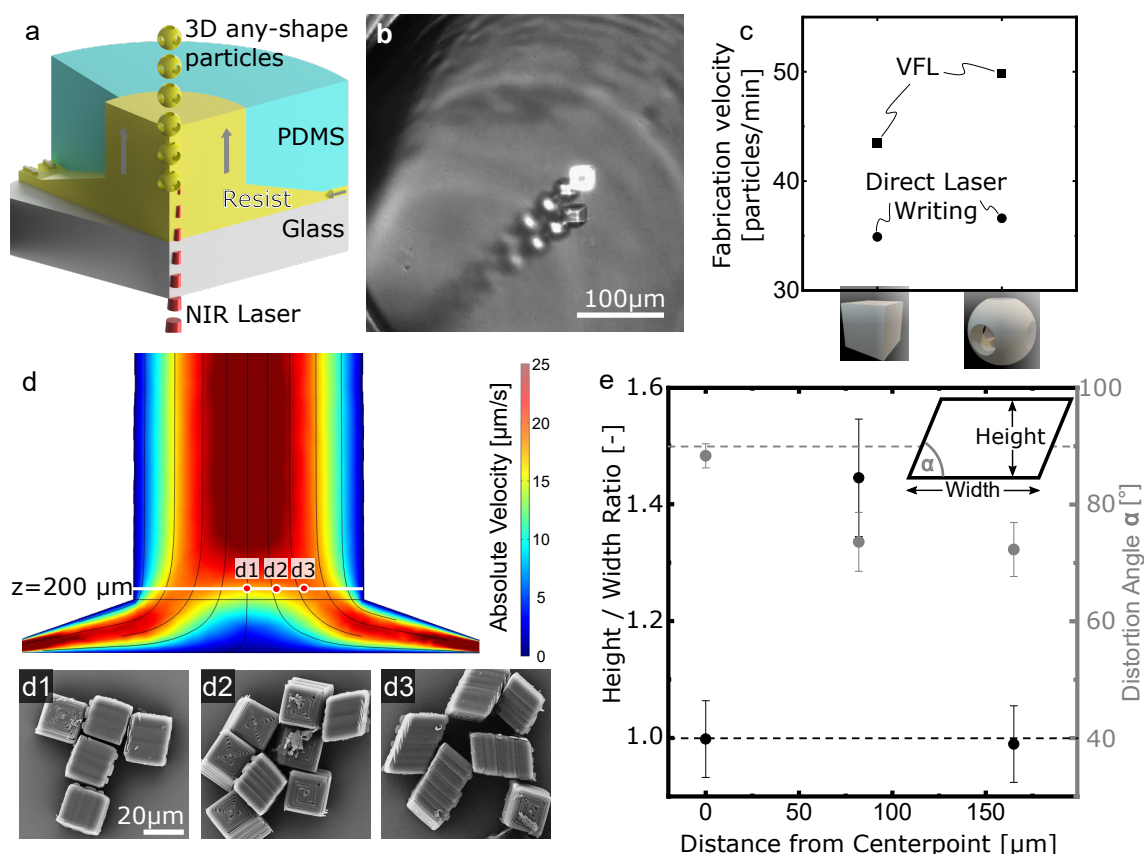 a
3D any-shape
particles
PDMS
Resist
Glass
NIR Laser
b
100µm
c
Fabrication velocity
[particles/min]
50
40
30
VFL
Direct Laser
Writing
d
z=200 µm
d1
d2
d3
Absolute Velocity [µm/s]
25
20
15
10
5
0
d1
20µm
d2
d3
e
Height / Width Ratio [-]
1.6
1.4
1.2
1.0
Height
α
Width
100
80
60
40
Distortion Angle α [°]
0
50
100
150
Distance from Centerpoint [µm]